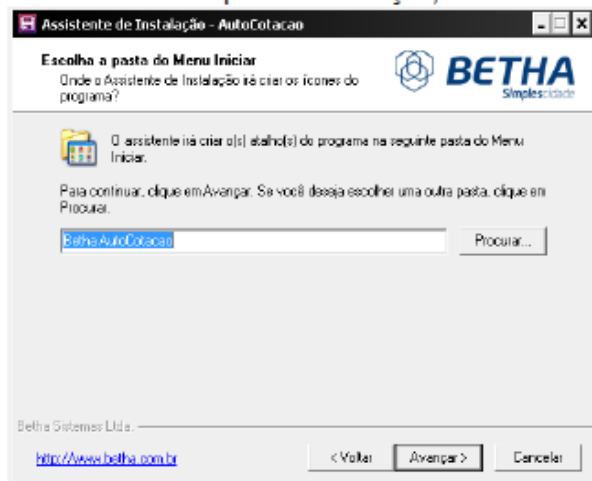 Assistente de Instalação - AutoCotacao
Escolha a pasta do Menu Iniciar
Onde o Assistente de Instalação irá criar os ícones do
programa?
BETHA
Simplescidade
O assistente irá criar o(s) atalho(s) do programa na seguinte pasta do Menu
Iniciar.
Para continuar, clique em Avançar. Se você deseja escolher uma outra pasta, clique em
Procurar.
Betha AutoCotacao
Procurar...
Betha Sistemas Ltda.
http://www.betha.com.br
< Voltar
Avançar >
Cancelar